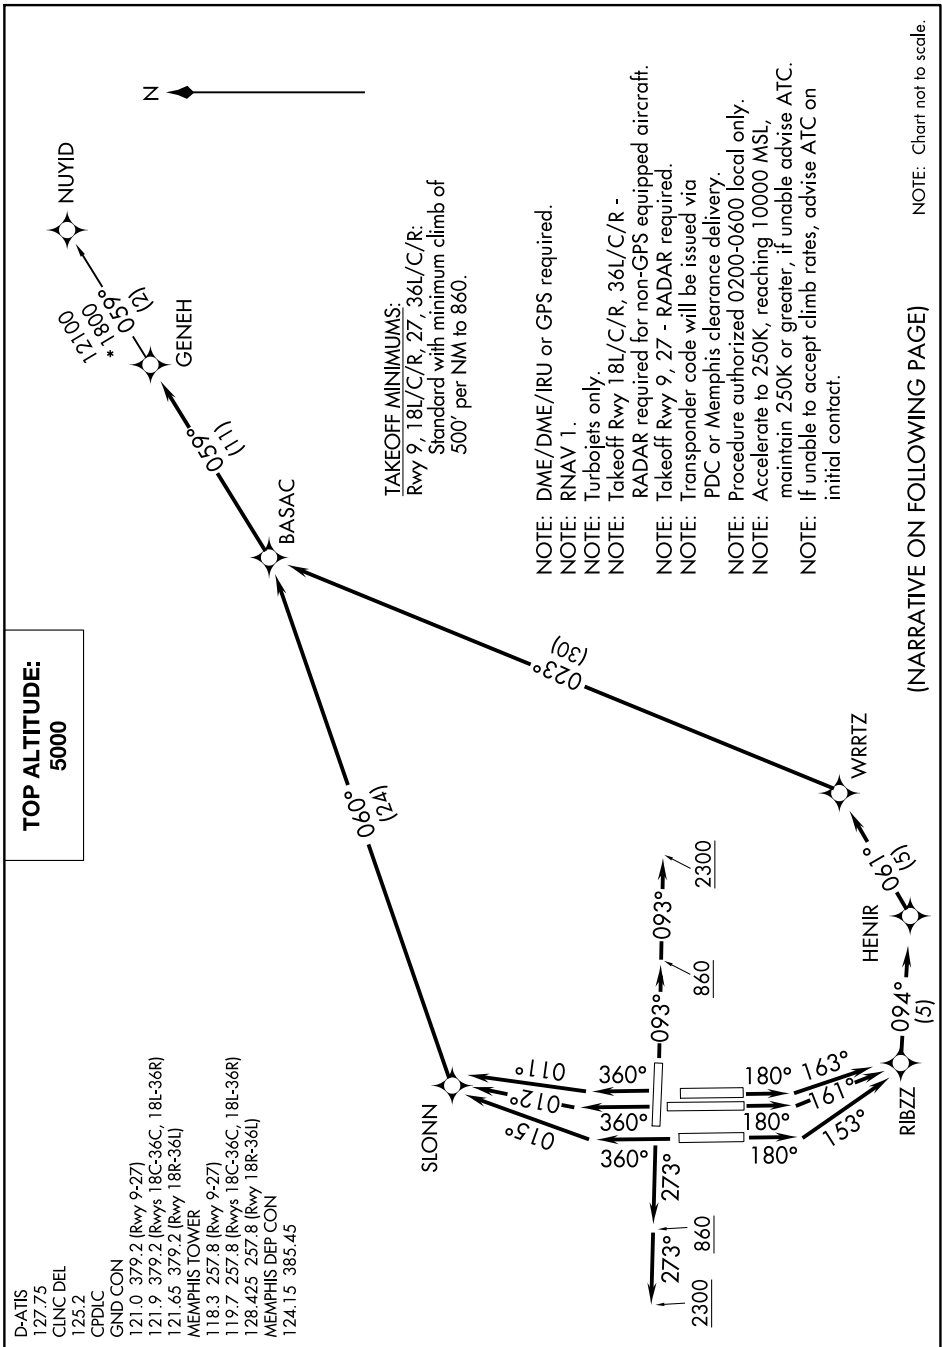 D-ATIS
127.75
CLNC DEL
125.2
CPDLC
GND CON
121.0 379.2 (Rwy 9-27)
121.9 379.2 (Rwys 18C-36C, 18L-36R)
121.65 379.2 (Rwy 18R-36L)
MEMPHIS TOWER
118.3 257.8 (Rwy 9-27)
119.7 257.8 (Rwys 18C-36C, 18L-36R)
128.425 257.8 (Rwy 18R-36L)
MEMPHIS DEP CON
124.15 385.45
TOP ALTITUDE:
5000
N
NUYID
12100
*1800
059°
(2)
GENEH
059°
(11)
BASAC
060°
(24)
023°
(30)
SLONN
015°
012°
011°
360°
360°
360°
093°
093°
860
2300
273°
273°
860
2300
180°
180°
180°
153°
161°
163°
RIBZZ
094°
(5)
HENIR
061°
(5)
WRRTZ
TAKEOFF MINIMUMS:
Rwy 9, 18L/C/R, 27, 36L/C/R:
Standard with minimum climb of
500' per NM to 860.
NOTE: DME/DME/IRU or GPS required.
NOTE: RNAV 1.
NOTE: Turbojets only.
NOTE: Takeoff Rwy 18L/C/R, 36L/C/R -
RADAR required for non-GPS equipped aircraft.
NOTE: Takeoff Rwy 9, 27 - RADAR required.
NOTE: Transponder code will be issued via
PDC or Memphis clearance delivery.
NOTE: Procedure authorized 0200-0600 local only.
NOTE: Accelerate to 250K, reaching 10000 MSL,
maintain 250K or greater, if unable advise ATC.
NOTE: If unable to accept climb rates, advise ATC on
initial contact.
(NARRATIVE ON FOLLOWING PAGE)
NOTE: Chart not to scale.